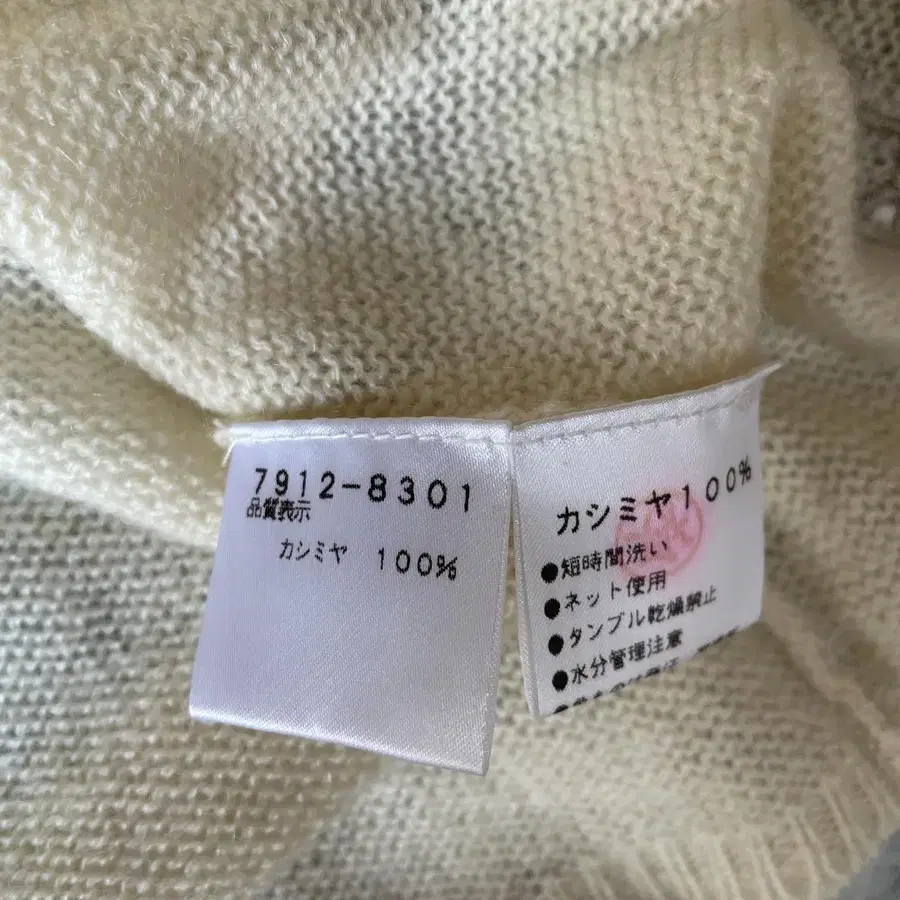 7912-8301
品質表示
カシミヤ 100%
カシミヤ100%
●短時間洗い
●ネット使用
●タンブル乾燥禁止
●水分管理注意